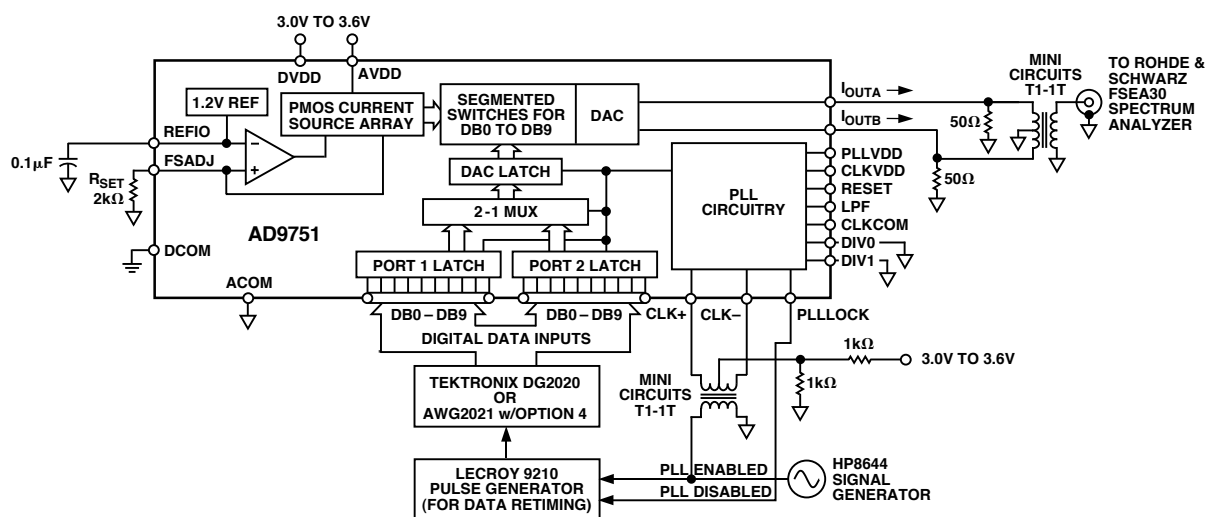 3.0V TO 3.6V
DVDD
AVDD
1.2V REF
PMOS CURRENT
SOURCE ARRAY
SEGMENTED
SWITCHES FOR
DB0 TO DB9
DAC
REFIO
FSADJ
0.1µF
RSET
2kΩ
−
+
DAC LATCH
2-1 MUX
AD9751
DCOM
ACOM
PORT 1 LATCH
PORT 2 LATCH
PLL
CIRCUITRY
IOUTA
IOUTB
50Ω
50Ω
MINI
CIRCUITS
T1-1T
TO ROHDE &
SCHWARZ
FSEA30
SPECTRUM
ANALYZER
PLLVDD
CLKVDD
RESET
LPF
CLKCOM
DIV0
DIV1
DB0–DB9
DB0–DB9
CLK+
CLK–
PLLLOCK
DIGITAL DATA INPUTS
TEKTRONIX DG2020
OR
AWG2021 w/OPTION 4
MINI
CIRCUITS
T1-1T
1kΩ
1kΩ
3.0V TO 3.6V
LECROY 9210
PULSE GENERATOR
(FOR DATA RETIMING)
PLL ENABLED
PLL DISABLED
HP8644
SIGNAL
GENERATOR